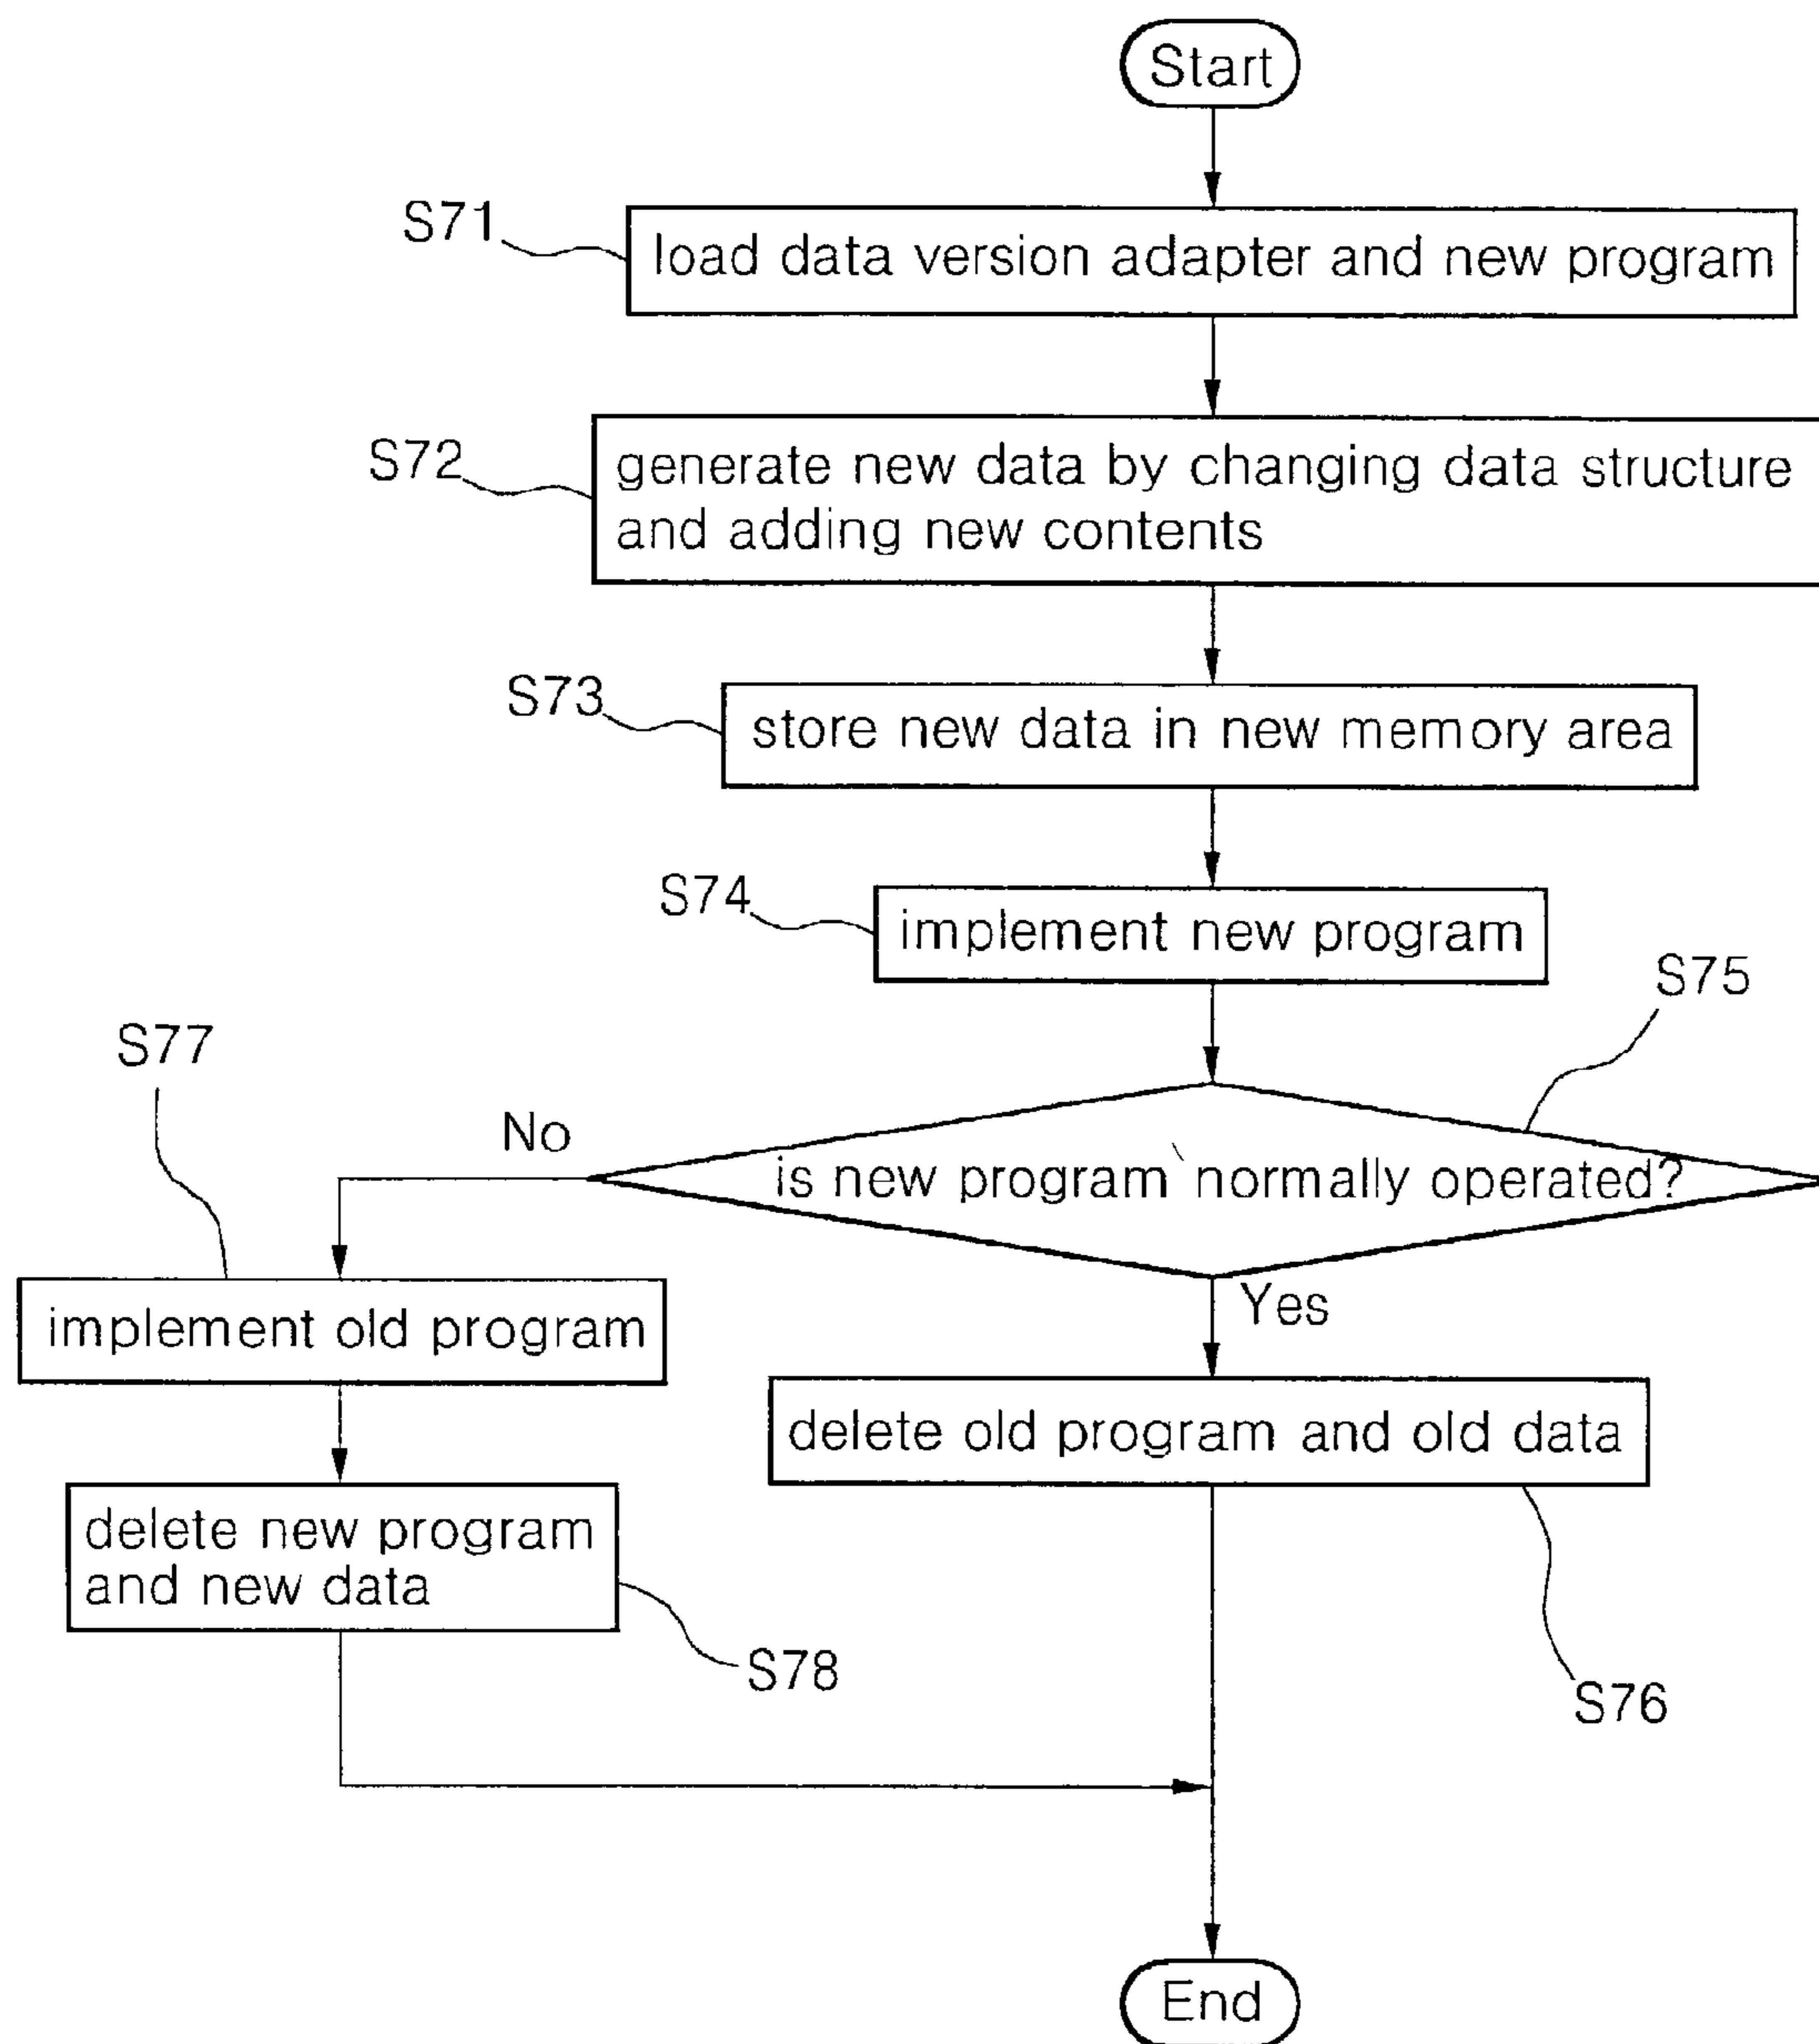 Start
S71
load data version adapter and new program
S72
generate new data by changing data structure
and adding new contents
S73
store new data in new memory area
S74
implement new program
S75
S77
No
is new program normally operated?
Yes
implement old program
delete old program and old data
delete new program
and new data
S78
S76
End